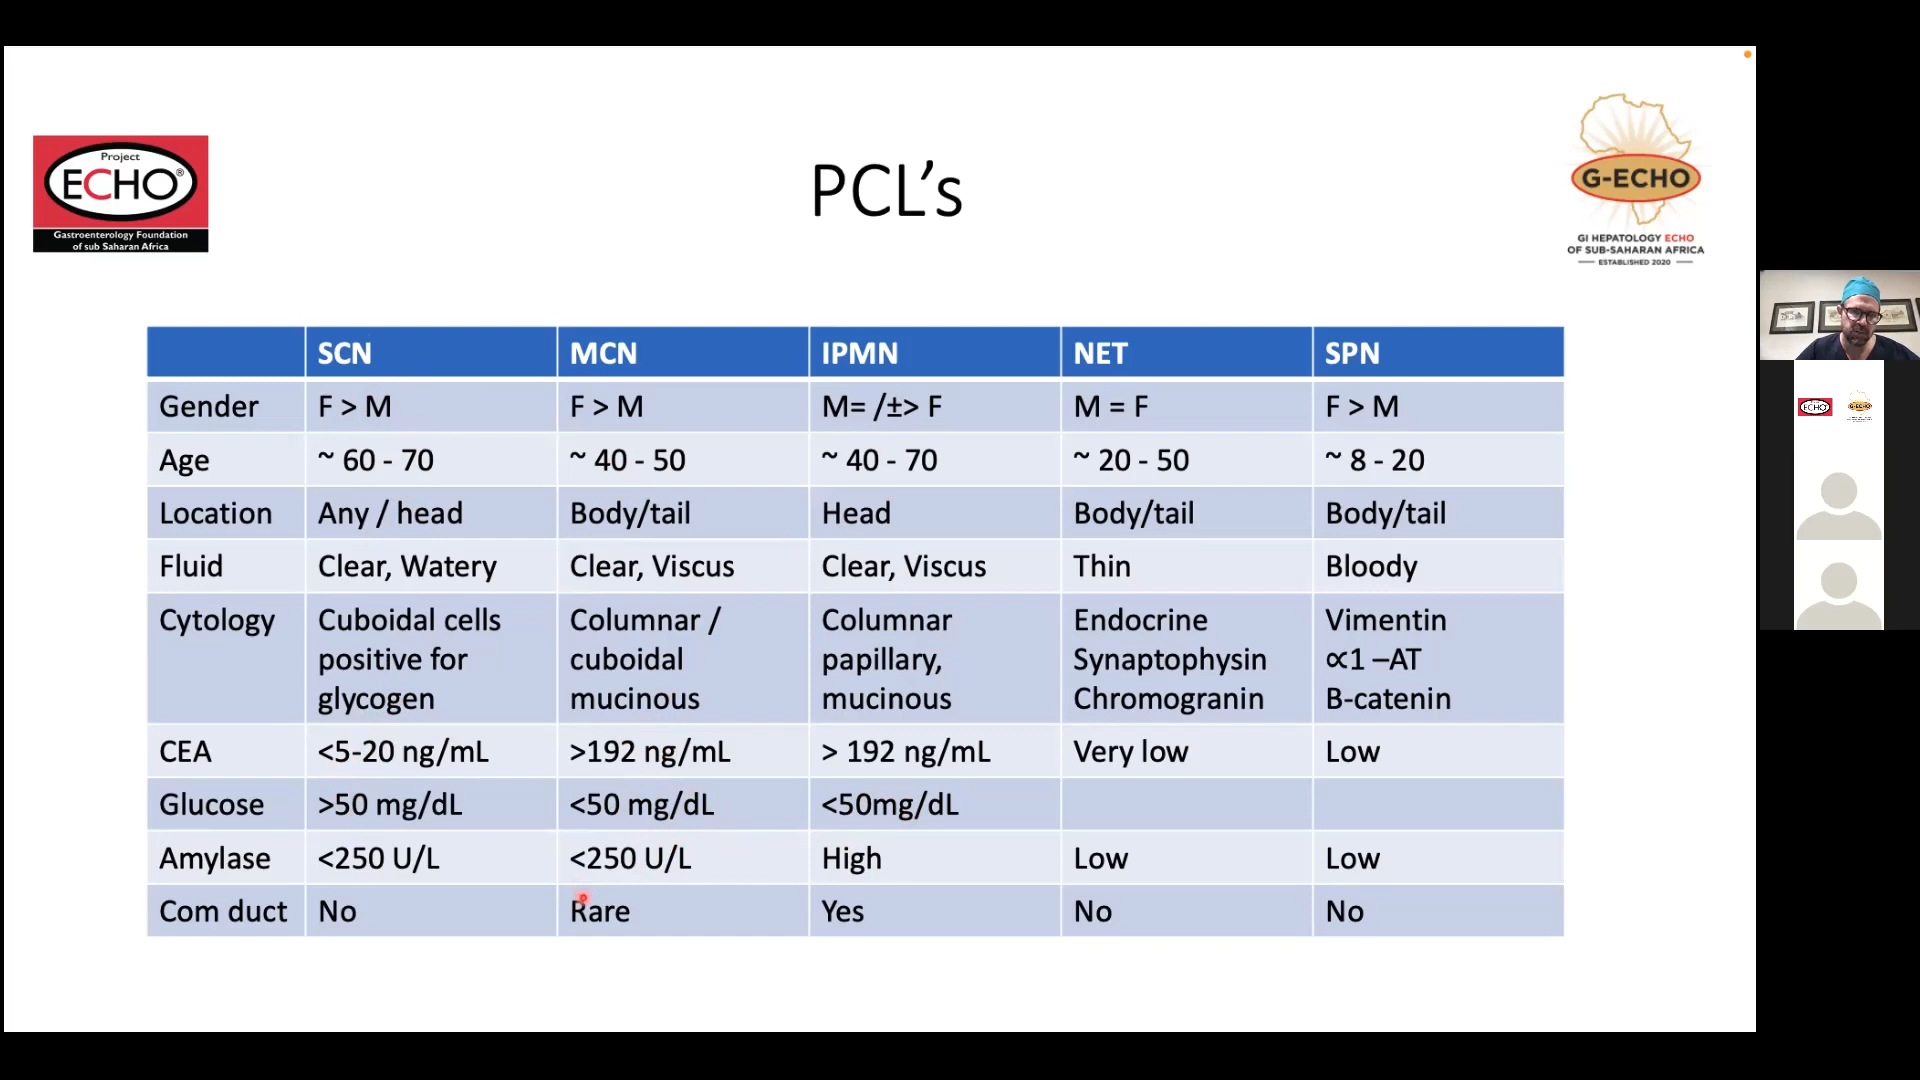 Project
ECHO®
Gastroenterology Foundation
of sub Saharan Africa
PCL’s
G-ECHO
GI HEPATOLOGY ECHO
OF SUB-SAHARAN AFRICA
ESTABLISHED 2020
SCN MCN IPMN NET SPN
Gender F > M F > M M= /±> F M = F F > M
Age ~ 60 - 70 ~ 40 - 50 ~ 40 - 70 ~ 20 - 50 ~ 8 - 20
Location Any / head Body/tail Head Body/tail Body/tail
Fluid Clear, Watery Clear, Viscus Clear, Viscus Thin Bloody
Cytology Cuboidal cells Columnar / Columnar Endocrine Vimentin
positive for cuboidal papillary, Synaptophysin ∝1 –AT
glycogen mucinous mucinous Chromogranin B-catenin
CEA <5-20 ng/mL >192 ng/mL > 192 ng/mL Very low Low
Glucose >50 mg/dL <50 mg/dL <50mg/dL
Amylase <250 U/L <250 U/L High Low Low
Com duct No Rare Yes No No
ECHO
G-ECHO